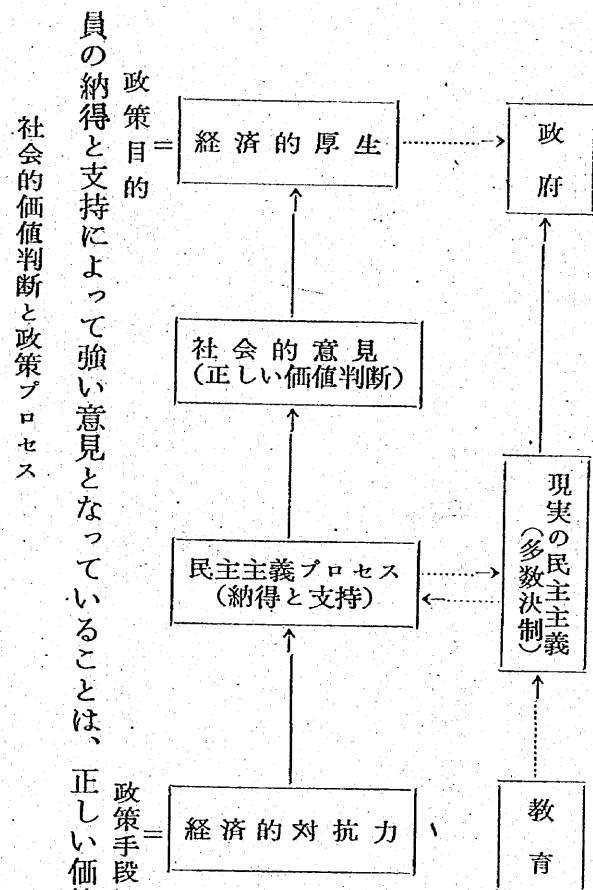 政府
現実の民主主義
(多数決制)
教育
経済的厚生
社会的意見
(正しい価値判断)
民主主義プロセス
(納得と支持)
経済的対抗力
政策目的=
政策手段=
員の納得と支持によって強い意見となっていることは、正しい価
社会的価値判断と政策プロセス